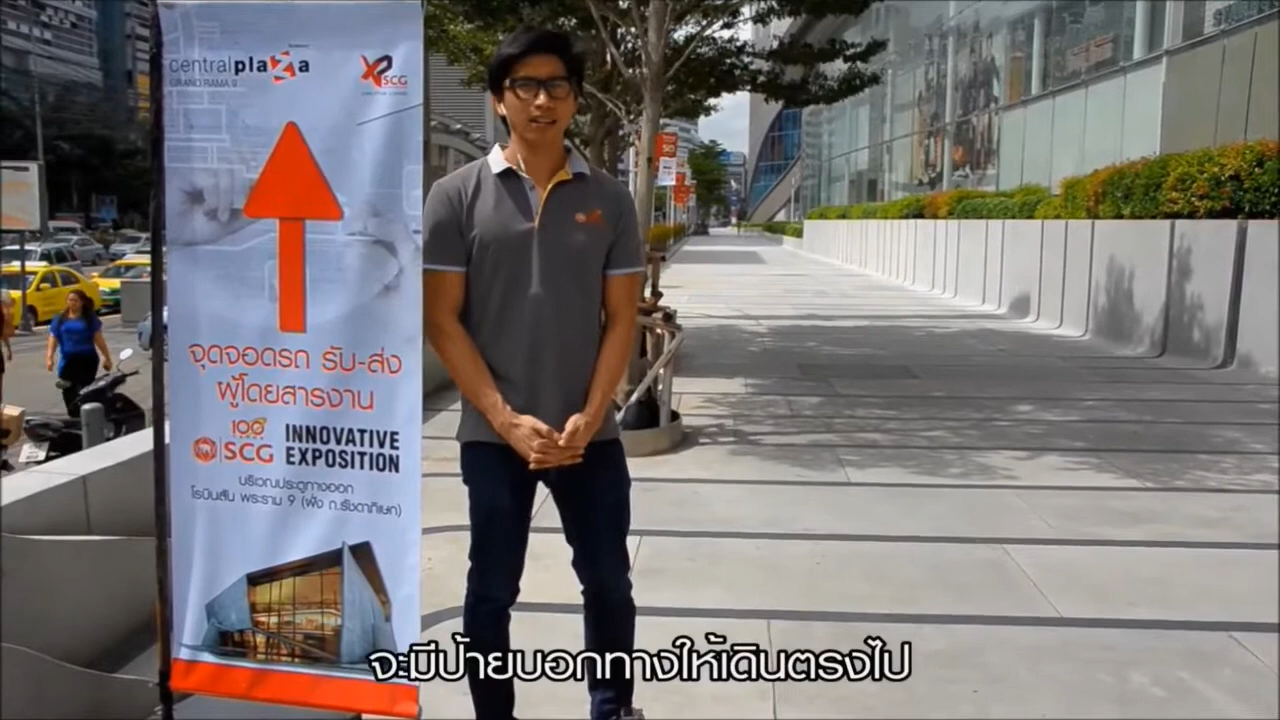 centralplaza
GRAND RAMA 9
SCG
จุดจอดรถ รับ-ส่ง
ผู้โดยสารงาน
100
SCG
INNOVATIVE
EXPOSITION
บริเวณประตูทางออก
โรบินสัน พระราม 9 (ฝั่ง ถ.รัชดาภิเษก)
จะมีป้ายบอกทางให้เดินตรงไป